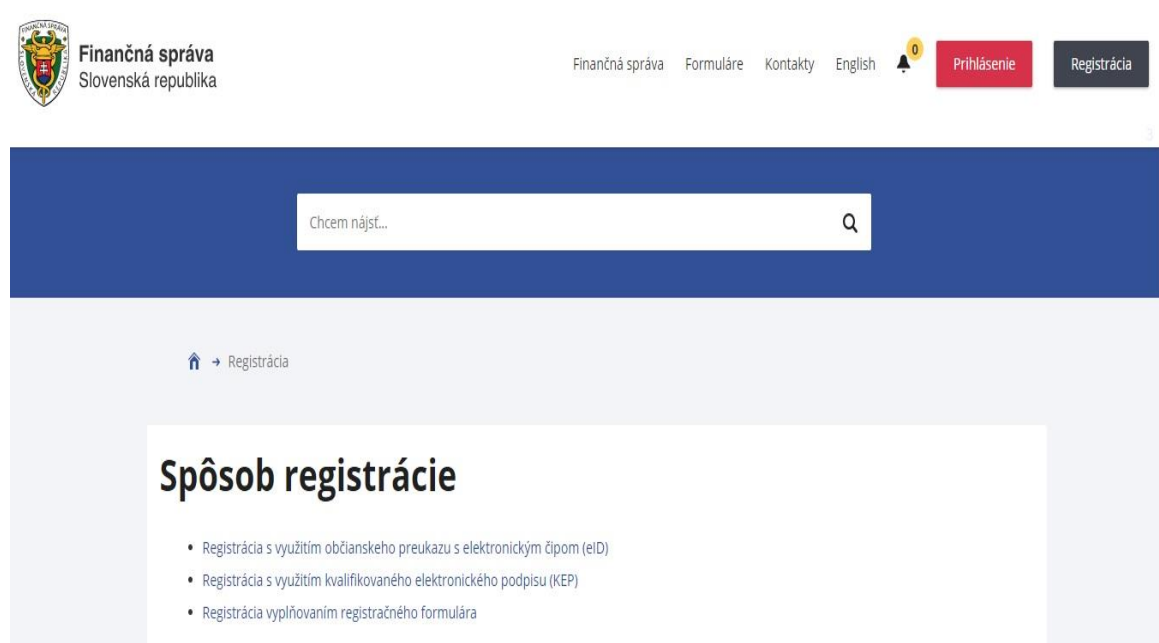 Finančná správa
Slovenská republika
Finančná správa Formuláre Kontakty English 0 Prihlásenie Registrácia
3
Chcem nájsť...
Registrácia
Spôsob registrácie
Registrácia s využitím občianskeho preukazu s elektronickým čipom (eID)
Registrácia s využitím kvalifikovaného elektronického podpisu (KEP)
Registrácia vyplňovaním registračného formulára